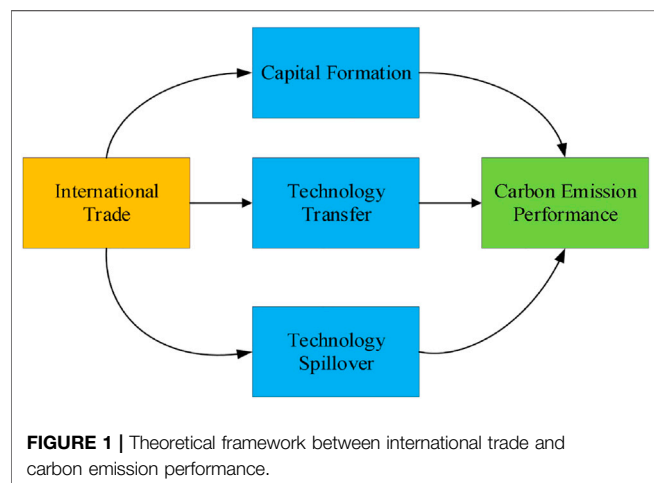 Capital Formation
International
Trade
Technology
Transfer
Carbon Emission
Performance
Technology
Spillover
FIGURE 1 | Theoretical framework between international trade and
carbon emission performance.